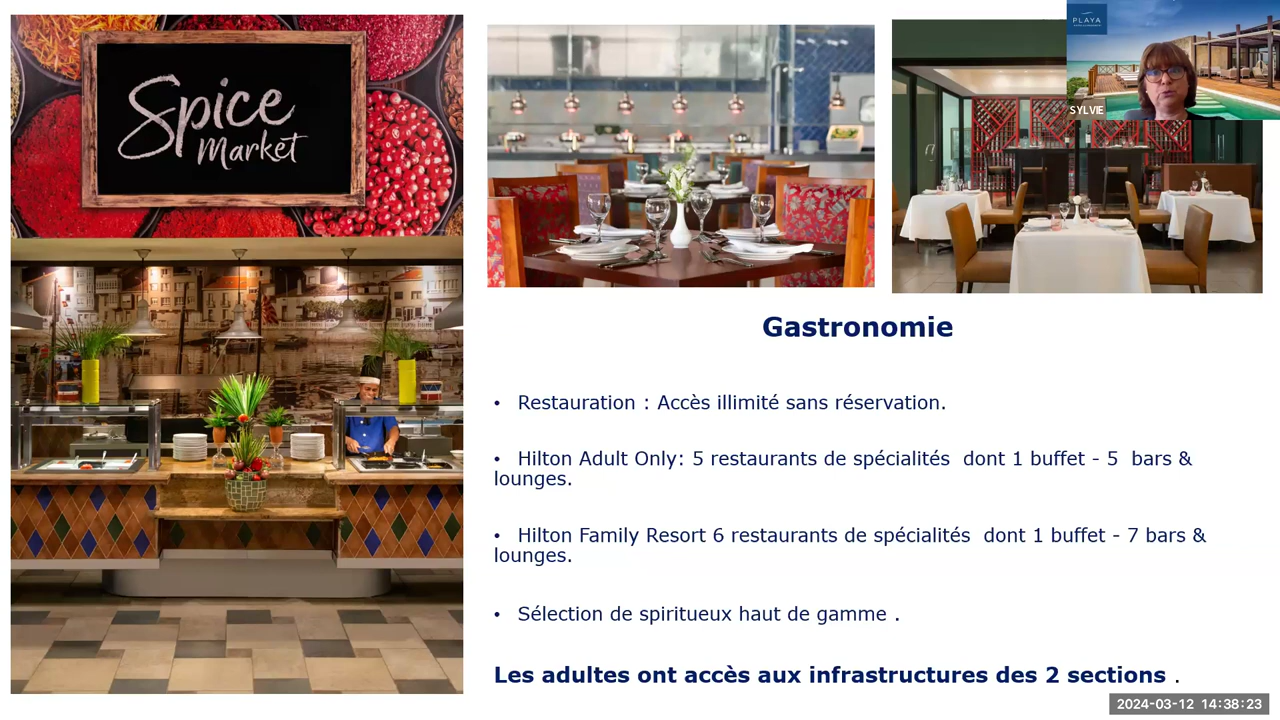 Spice
Market
PLAYA
SYLVIE
Gastronomie
• Restauration : Accès illimité sans réservation.
• Hilton Adult Only: 5 restaurants de spécialités dont 1 buffet - 5 bars &
lounges.
• Hilton Family Resort 6 restaurants de spécialités dont 1 buffet - 7 bars &
lounges.
• Sélection de spiritueux haut de gamme .
Les adultes ont accès aux infrastructures des 2 sections .
2024-03-12 14:38:23